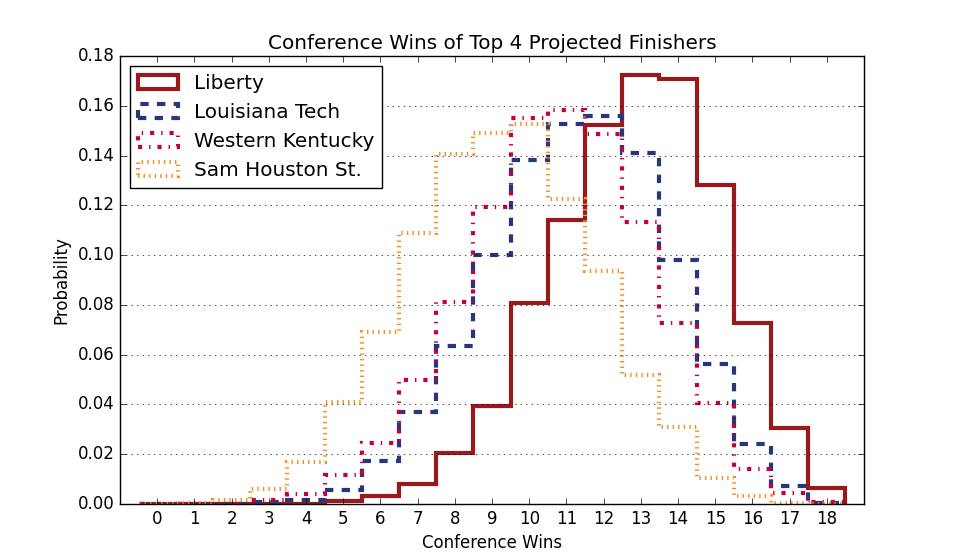 Conference Wins of Top 4 Projected Finishers
Liberty
Louisiana Tech
Western Kentucky
Sam Houston St.
Probability
0.18
0.16
0.14
0.12
0.10
0.08
0.06
0.04
0.02
0.00
0 1 2 3 4 5 6 7 8 9 10 11 12 13 14 15 16 17 18
Conference Wins